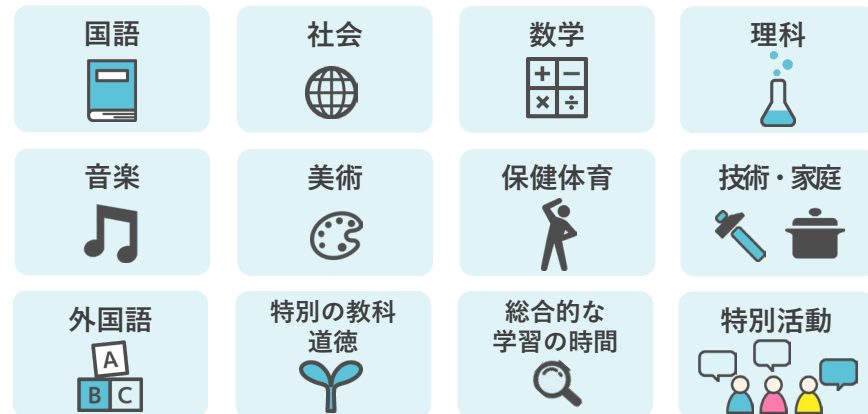 国語
社会
数学
理科
音楽
美術
保健体育
技術・家庭
外国語
A
B C
特別の教科
道徳
総合的な
学習の時間
特別活動